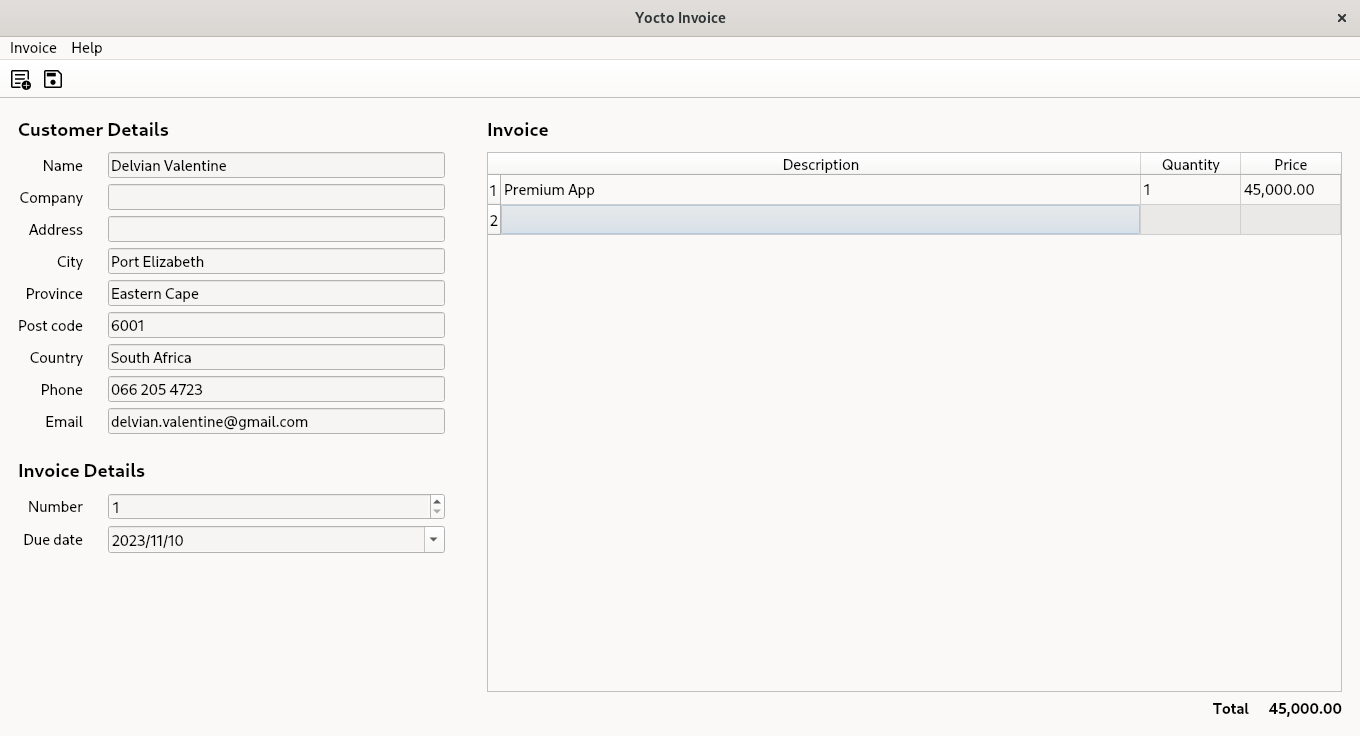 Yocto Invoice
Invoice Help
Customer Details
Name Delvian Valentine
Company
Address
City Port Elizabeth
Province Eastern Cape
Post code 6001
Country South Africa
Phone 066 205 4723
Email delvian.valentine@gmail.com
Invoice Details
Number 1
Due date 2023/11/10
Invoice
Description Quantity Price
1 Premium App 1 45,000.00
2
Total 45,000.00